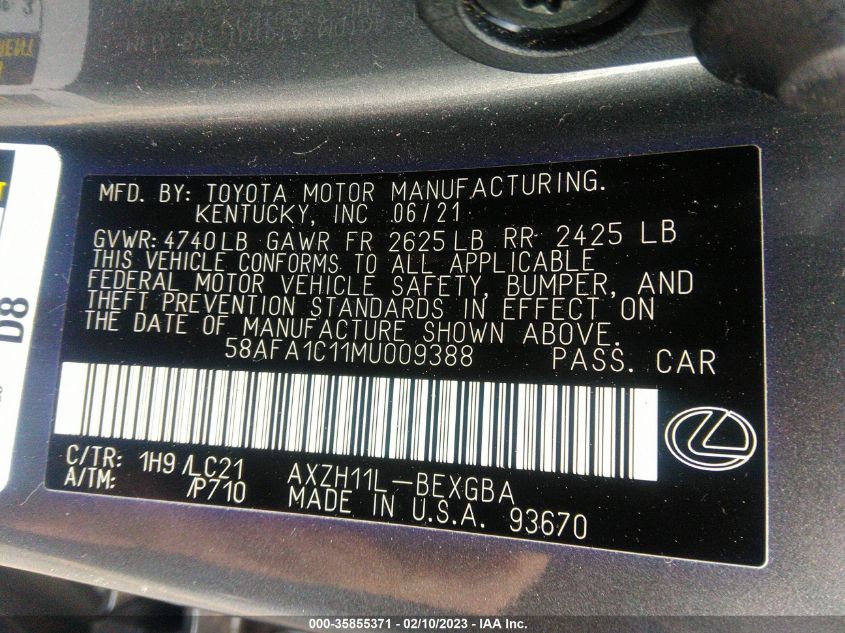 MFD. BY: TOYOTA MOTOR MANUFACTURING.
KENTUCKY, INC 06/21
GVWR: 4740 LB GAWR FR 2625 LB RR 2425 LB
THIS VEHICLE CONFORMS TO ALL APPLICABLE
FEDERAL MOTOR VEHICLE SAFETY, BUMPER, AND
THEFT PREVENTION STANDARDS IN EFFECT ON
THE DATE OF MANUFACTURE SHOWN ABOVE.
58AFA1C11MU009388 PASS. CAR
C/TR: 1H9 /LC21 AXZH11L-BEXGBA
A/TM: /P710 MADE IN U.S.A. 93670
D8
000-35855371 - 02/10/2023 - IAA Inc.